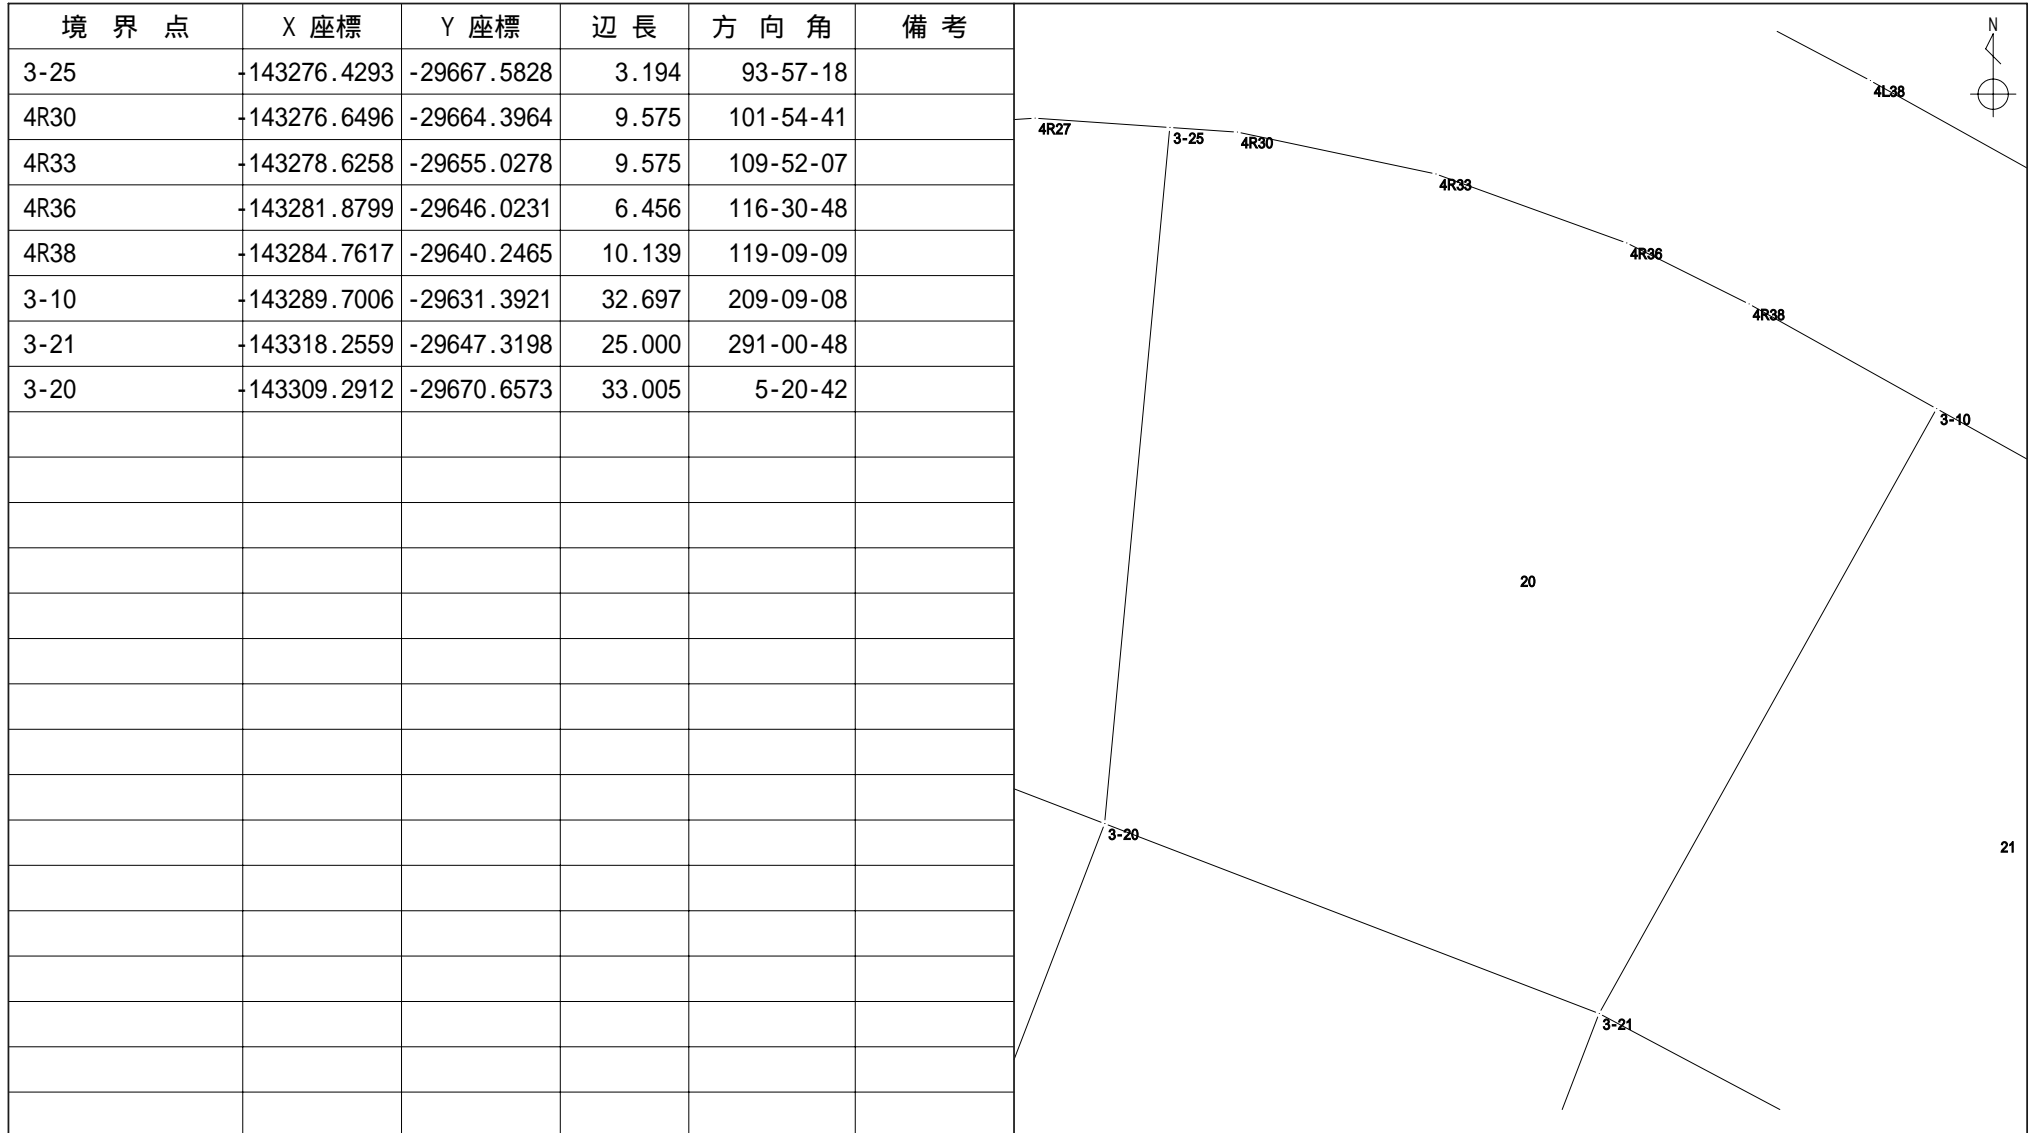 境 界 点 X 座標 Y 座標 辺 長 方 向 角 備 考
3-25 -143276.4293 -29667.5828 3.194 93-57-18
4R30 -143276.6496 -29664.3964 9.575 101-54-41
4R33 -143278.6258 -29655.0278 9.575 109-52-07
4R36 -143281.8799 -29646.0231 6.456 116-30-48
4R38 -143284.7617 -29640.2465 10.139 119-09-09
3-10 -143289.7006 -29631.3921 32.697 209-09-08
3-21 -143318.2559 -29647.3198 25.000 291-00-48
3-20 -143309.2912 -29670.6573 33.005 5-20-42
N
4L38
4R27
3-25
4R30
4R33
4R36
4R38
3-10
20
3-20
21
3-21